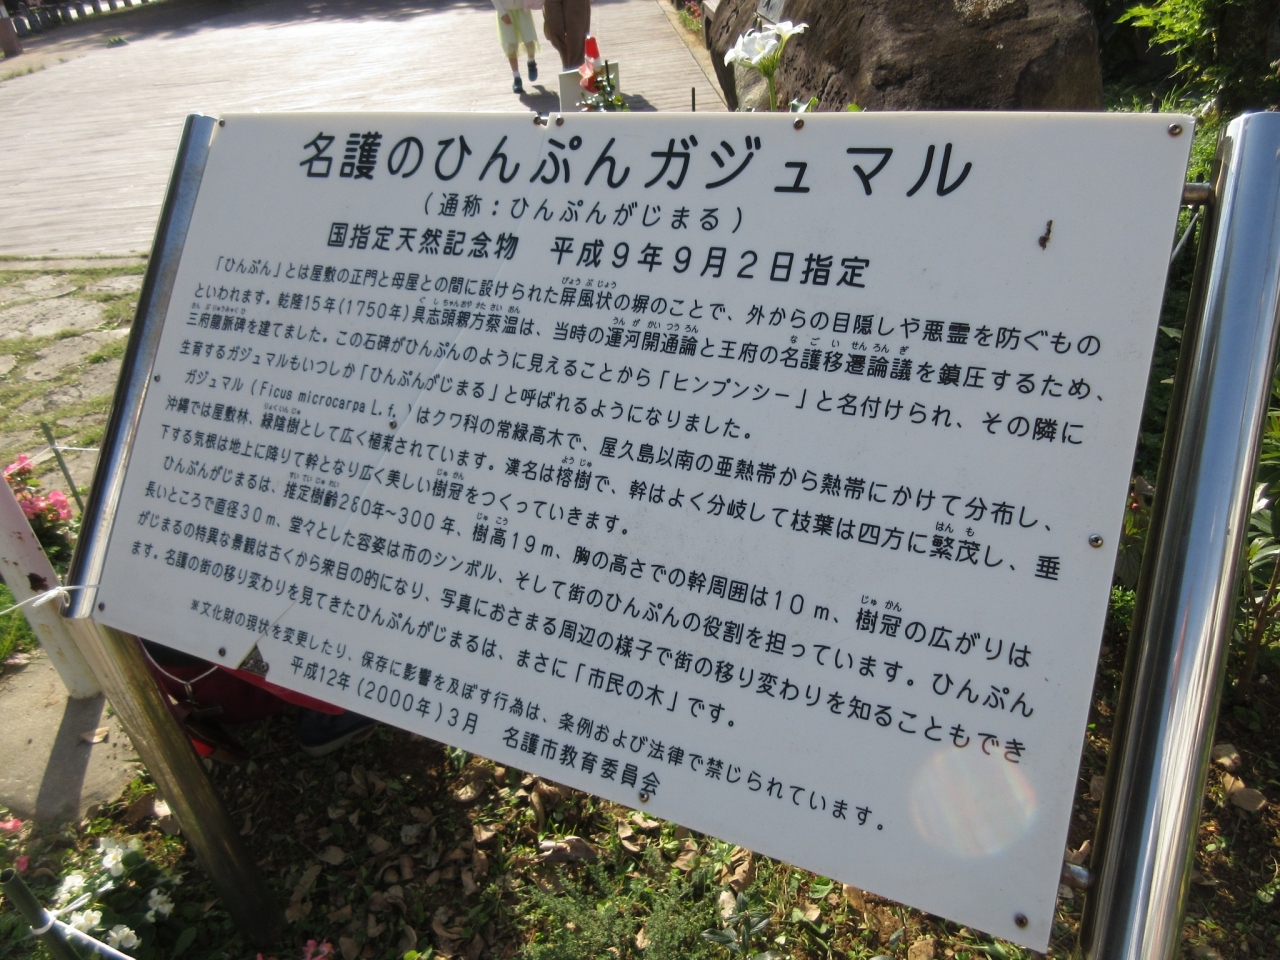 名護のひんぷんガジュマル
(通称：ひんぷんがじまる)
国指定天然記念物　平成９年９月２日指定
「ひんぷん」とは屋敷の正門と母屋との間に設けられた屏風状の塀のことで、外からの目隠しや悪霊を防ぐもの
といわれます。乾隆15年(1750年)具志頭親方蔡温は、当時の運河開通論と王府の名護移遷論議を鎮圧するため、
三府龍脈碑を建てました。この石碑がひんぷんのように見えることから「ヒンプンシー」と名付けられ、その隣に
生育するガジュマルもいつしか「ひんぷんがじまる」と呼ばれるようになりました。
ガジュマル(Ficus microcarpa L.f.)はクワ科の常緑高木で、屋久島以南の亜熱帯から熱帯にかけて分布し、
沖縄では屋敷林、緑陰樹として広く植栽されています。漢名は榕樹で、幹はよく分岐して枝葉は四方に繁茂し、垂
下する気根は地上に降りて幹となり広く美しい樹冠をつくっていきます。
ひんぷんがじまるは、推定樹齢280年〜300年、樹高19ｍ、胸の高さでの幹周囲は10ｍ、樹冠の広がりは
長いところで直径30ｍ、堂々とした容姿は市のシンボル、そして街のひんぷんの役割を担っています。ひんぷん
がじまるの特異な景観は古くから衆目の的になり、写真におさまる周辺の様子で街の移り変わりを知ることもでき
ます。名護の街の移り変わりを見てきたひんぷんがじまるは、まさに「市民の木」です。
※文化財の現状を変更したり、保存に影響を及ぼす行為は、条例および法律で禁じられています。
平成12年(2000年)3月　名護市教育委員会